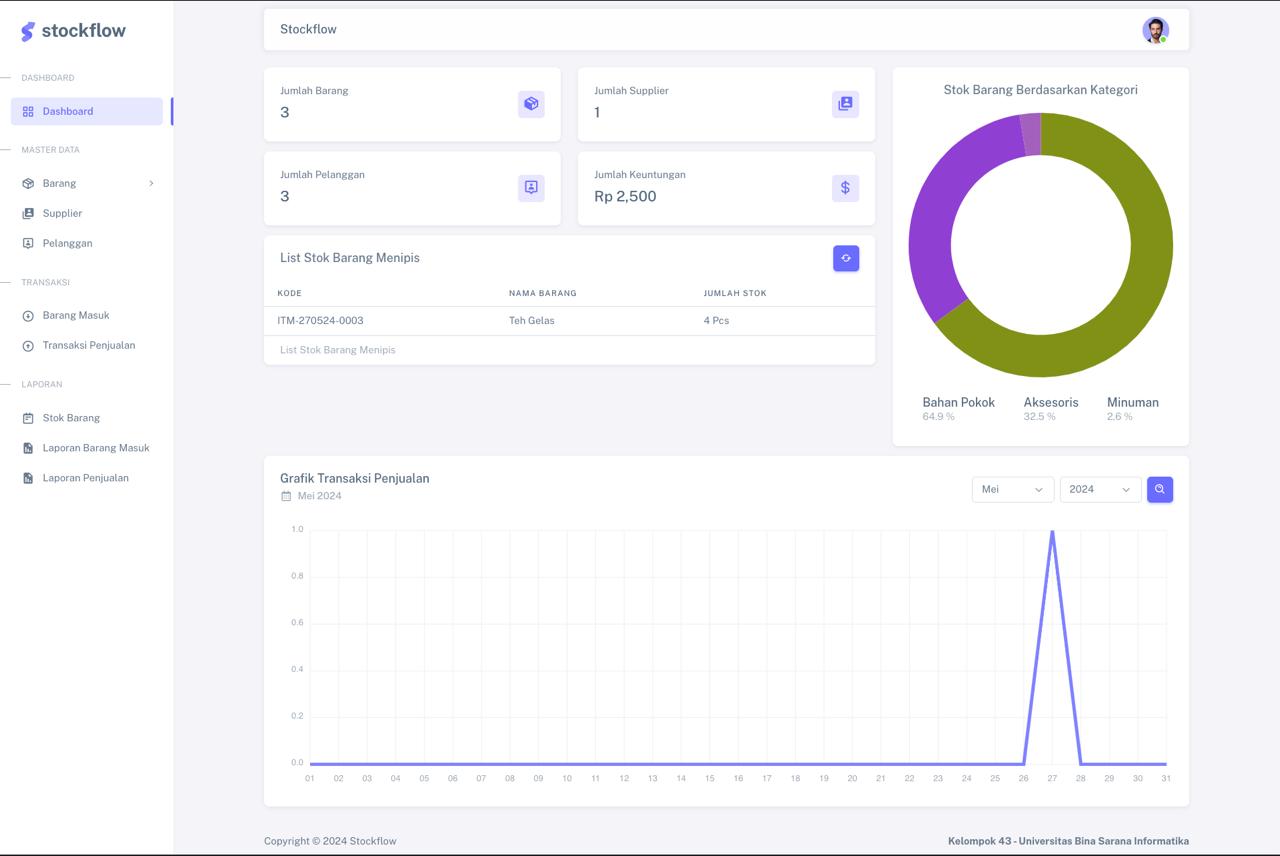 stockflow
DASHBOARD
Dashboard
MASTER DATA
Barang
Supplier
Pelanggan
TRANSAKSI
Barang Masuk
Transaksi Penjualan
LAPORAN
Stok Barang
Laporan Barang Masuk
Laporan Penjualan
Stockflow
Jumlah Barang
3
Jumlah Supplier
1
Jumlah Pelanggan
3
Jumlah Keuntungan
Rp 2,500
List Stok Barang Menipis
KODE NAMA BARANG JUMLAH STOK
ITM-270524-0003 Teh Gelas 4 Pcs
List Stok Barang Menipis
Stok Barang Berdasarkan Kategori
Bahan Pokok Aksesoris Minuman
64.9 % 32.5 % 2.6 %
Grafik Transaksi Penjualan
Mei 2024
Mei 2024
1.0
0.8
0.6
0.4
0.2
0.0
01 02 03 04 05 06 07 08 09 10 11 12 13 14 15 16 17 18 19 20 21 22 23 24 25 26 27 28 29 30 31
Copyright © 2024 Stockflow
Kelompok 43 - Universitas Bina Sarana Informatika